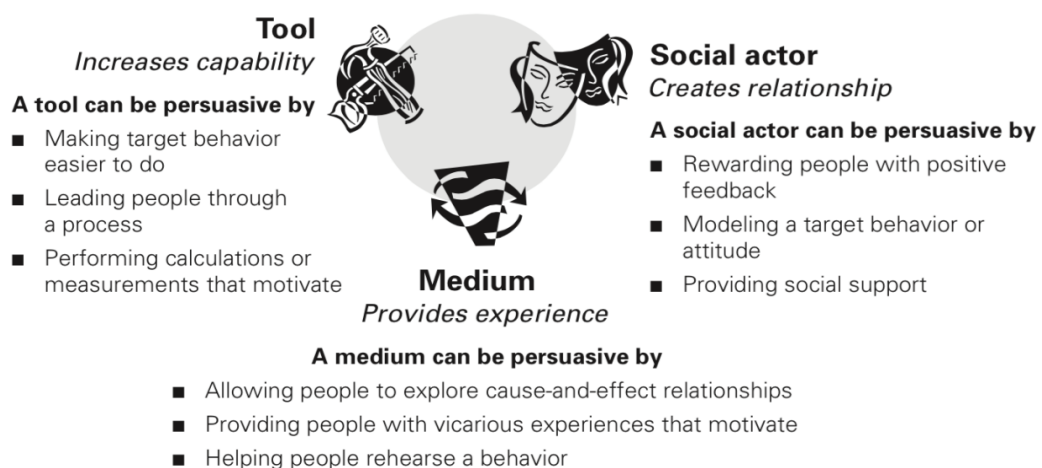 Tool
Increases capability
A tool can be persuasive by
■ Making target behavior
easier to do
■ Leading people through
a process
■ Performing calculations or
measurements that motivate
Social actor
Creates relationship
A social actor can be persuasive by
■ Rewarding people with positive
feedback
■ Modeling a target behavior or
attitude
■ Providing social support
Medium
Provides experience
A medium can be persuasive by
■ Allowing people to explore cause-and-effect relationships
■ Providing people with vicarious experiences that motivate
■ Helping people rehearse a behavior